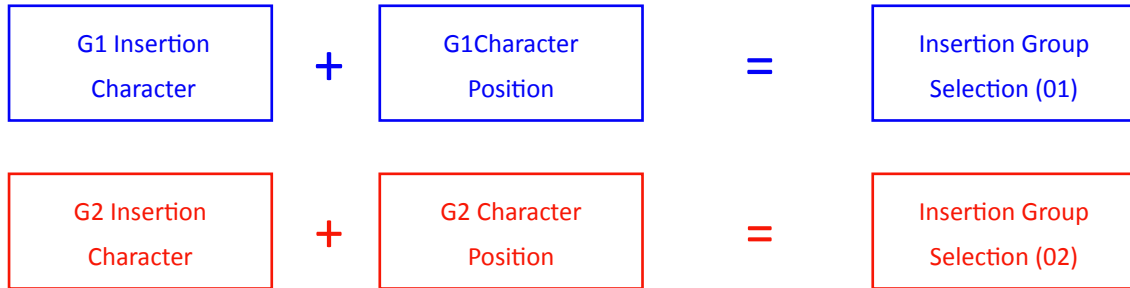 G1 Insertion
Character
+
G1Character
Position
=
Insertion Group
Selection (01)
G2 Insertion
Character
+
G2 Character
Position
=
Insertion Group
Selection (02)